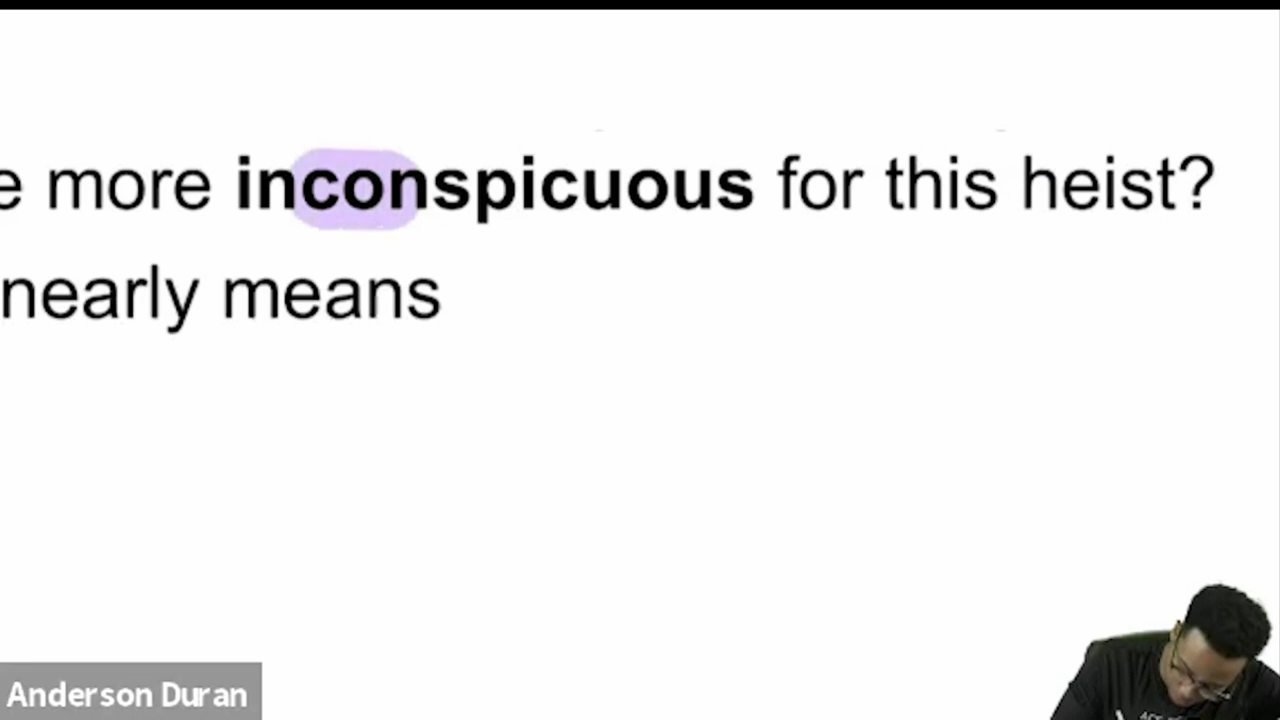 e more inconspicuous for this heist?
nearly means
Anderson Duran